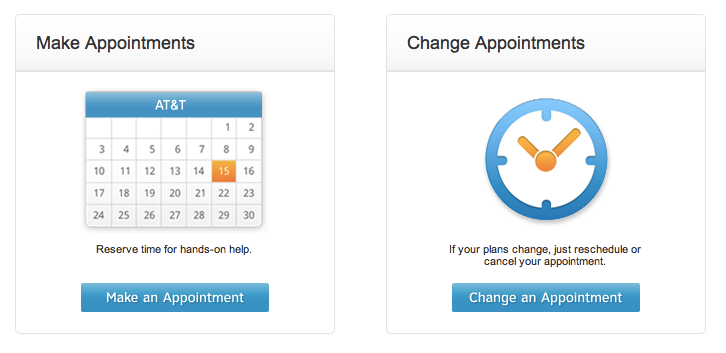 Make Appointments
AT&T
1 2
3 4 5 6 7 8 9
10 11 12 13 14 15 16
17 18 19 20 21 22 23
24 25 26 27 28 29 30
Reserve time for hands-on help.
Make an Appointment
Change Appointments
If your plans change, just reschedule or
cancel your appointment.
Change an Appointment